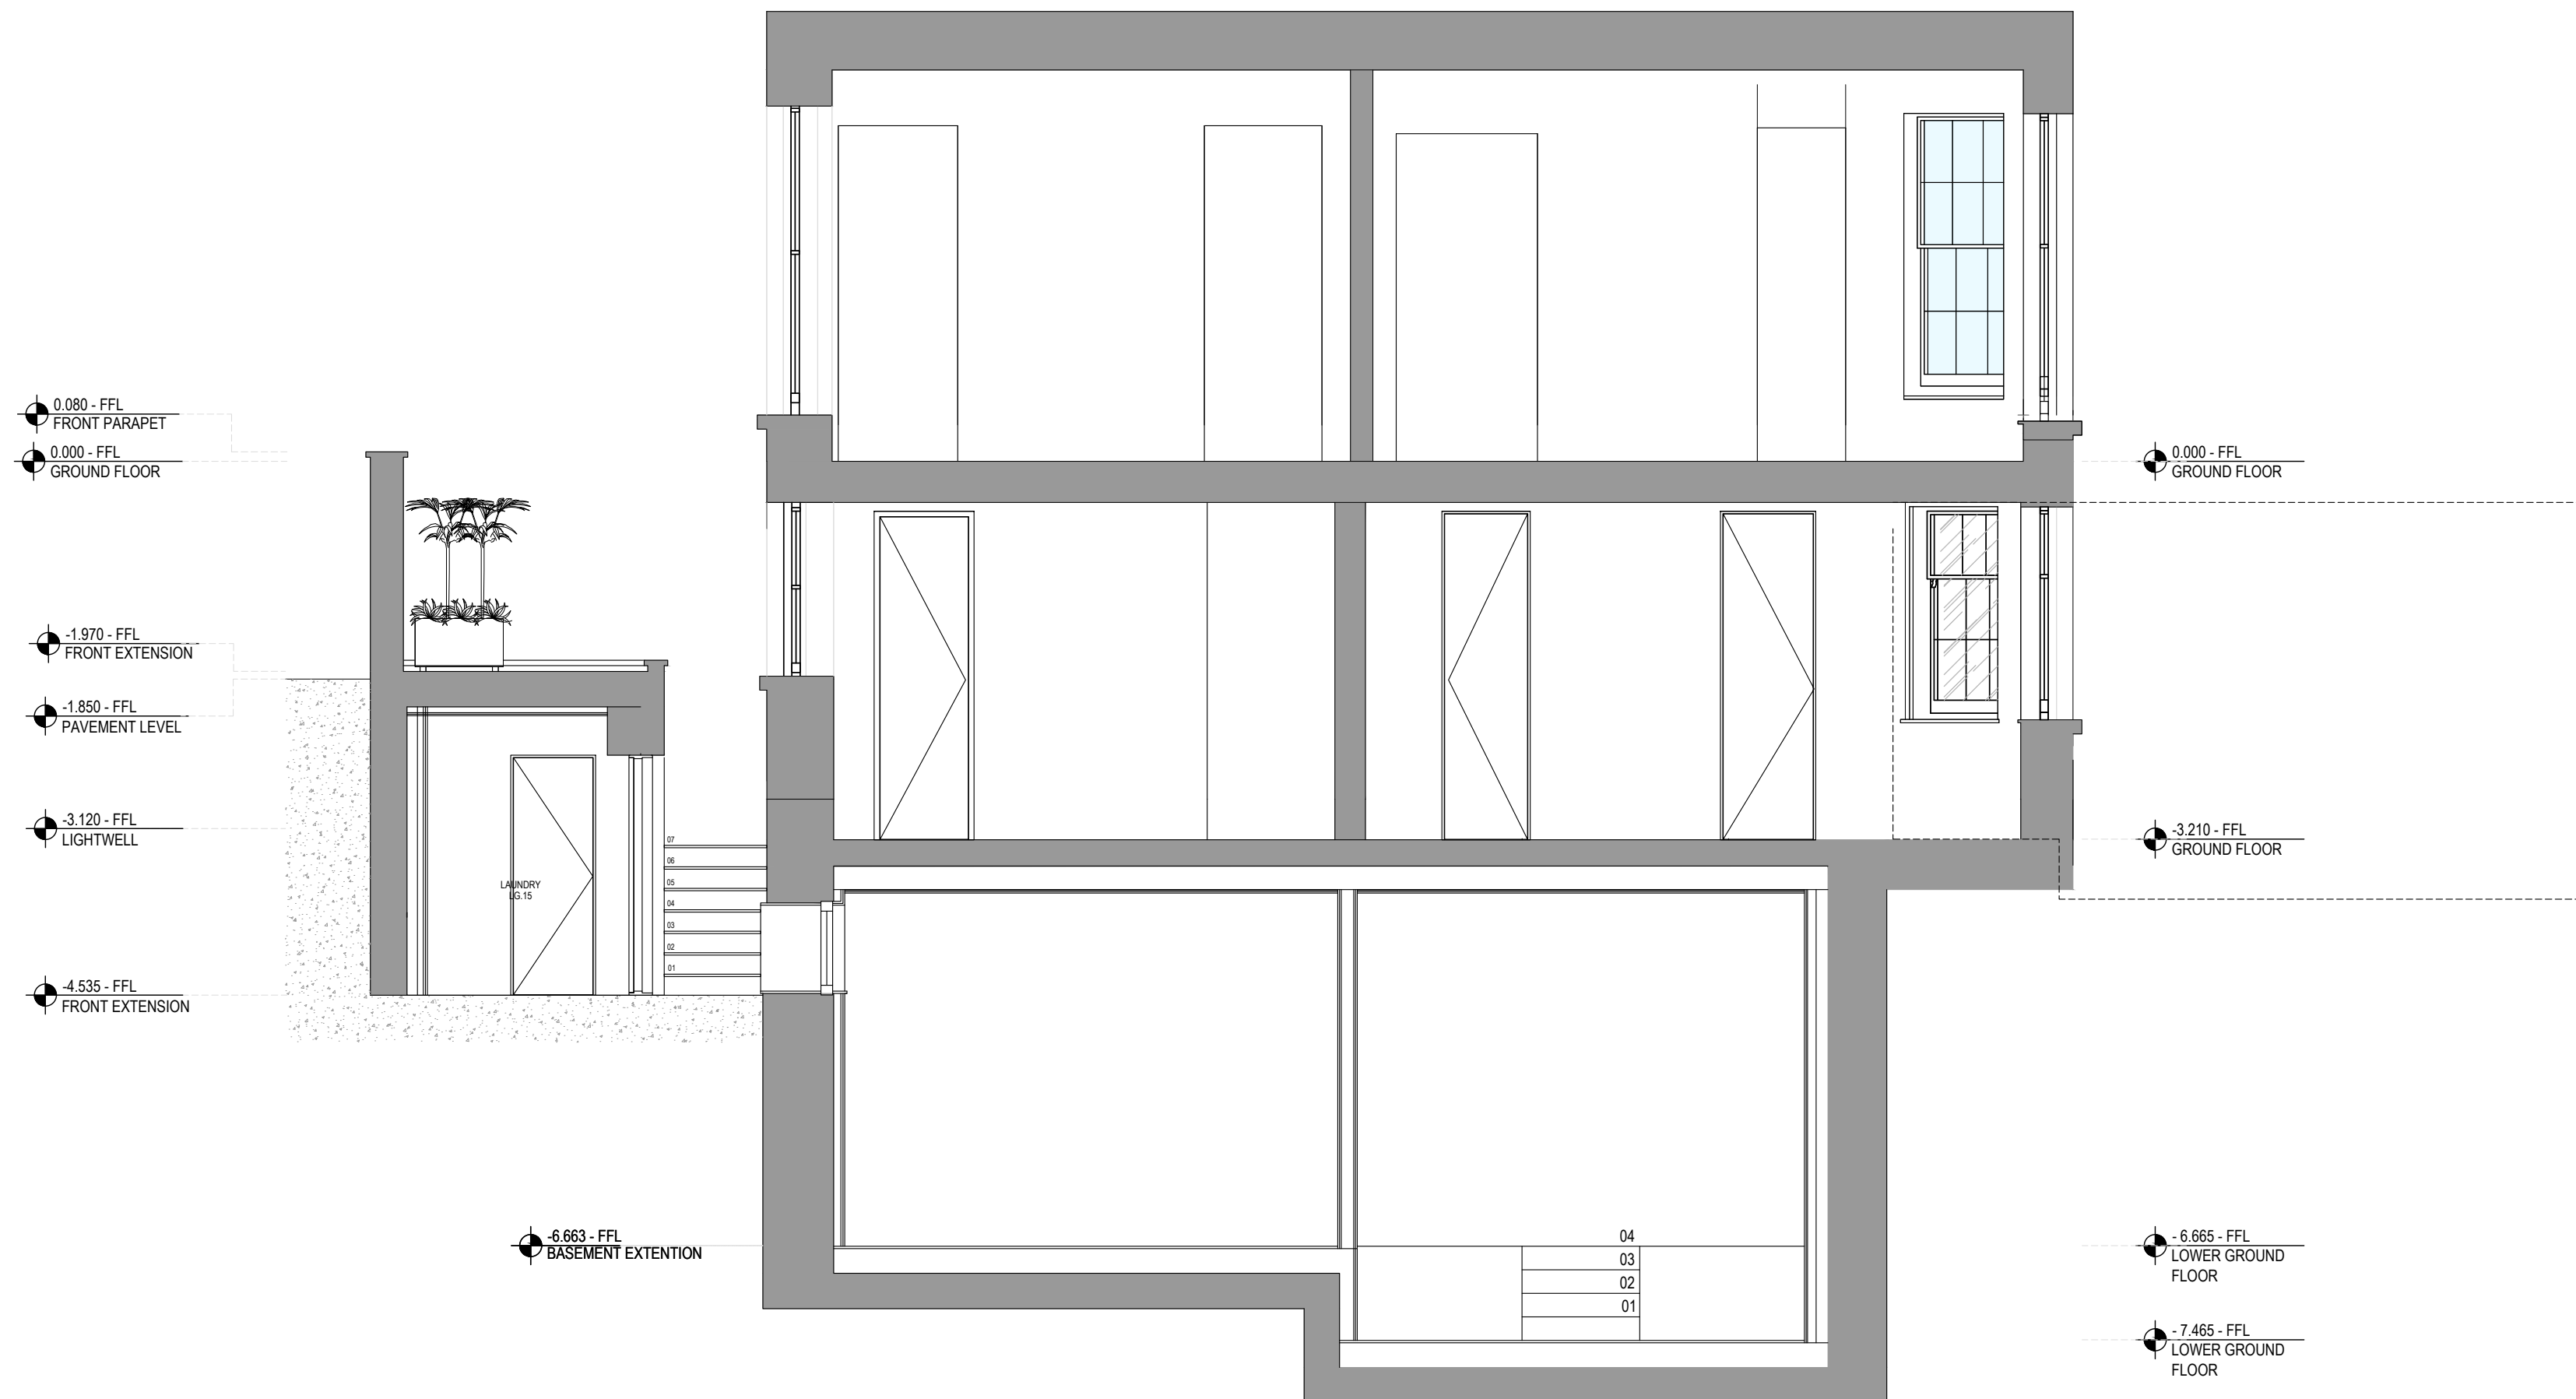 0.080 - FFL
FRONT PARAPET
0.000 - FFL
GROUND FLOOR
-1.970 - FFL
FRONT EXTENSION
-1.850 - FFL
PAVEMENT LEVEL
-3.120 - FFL
LIGHTWELL
-4.535 - FFL
FRONT EXTENSION
LAUNDRY
LG.15
07
06
05
04
03
02
01
-6.663 - FFL
BASEMENT EXTENTION
04
03
02
01
0.000 - FFL
GROUND FLOOR
-3.210 - FFL
GROUND FLOOR
- 6.665 - FFL
LOWER GROUND
FLOOR
- 7.465 - FFL
LOWER GROUND
FLOOR